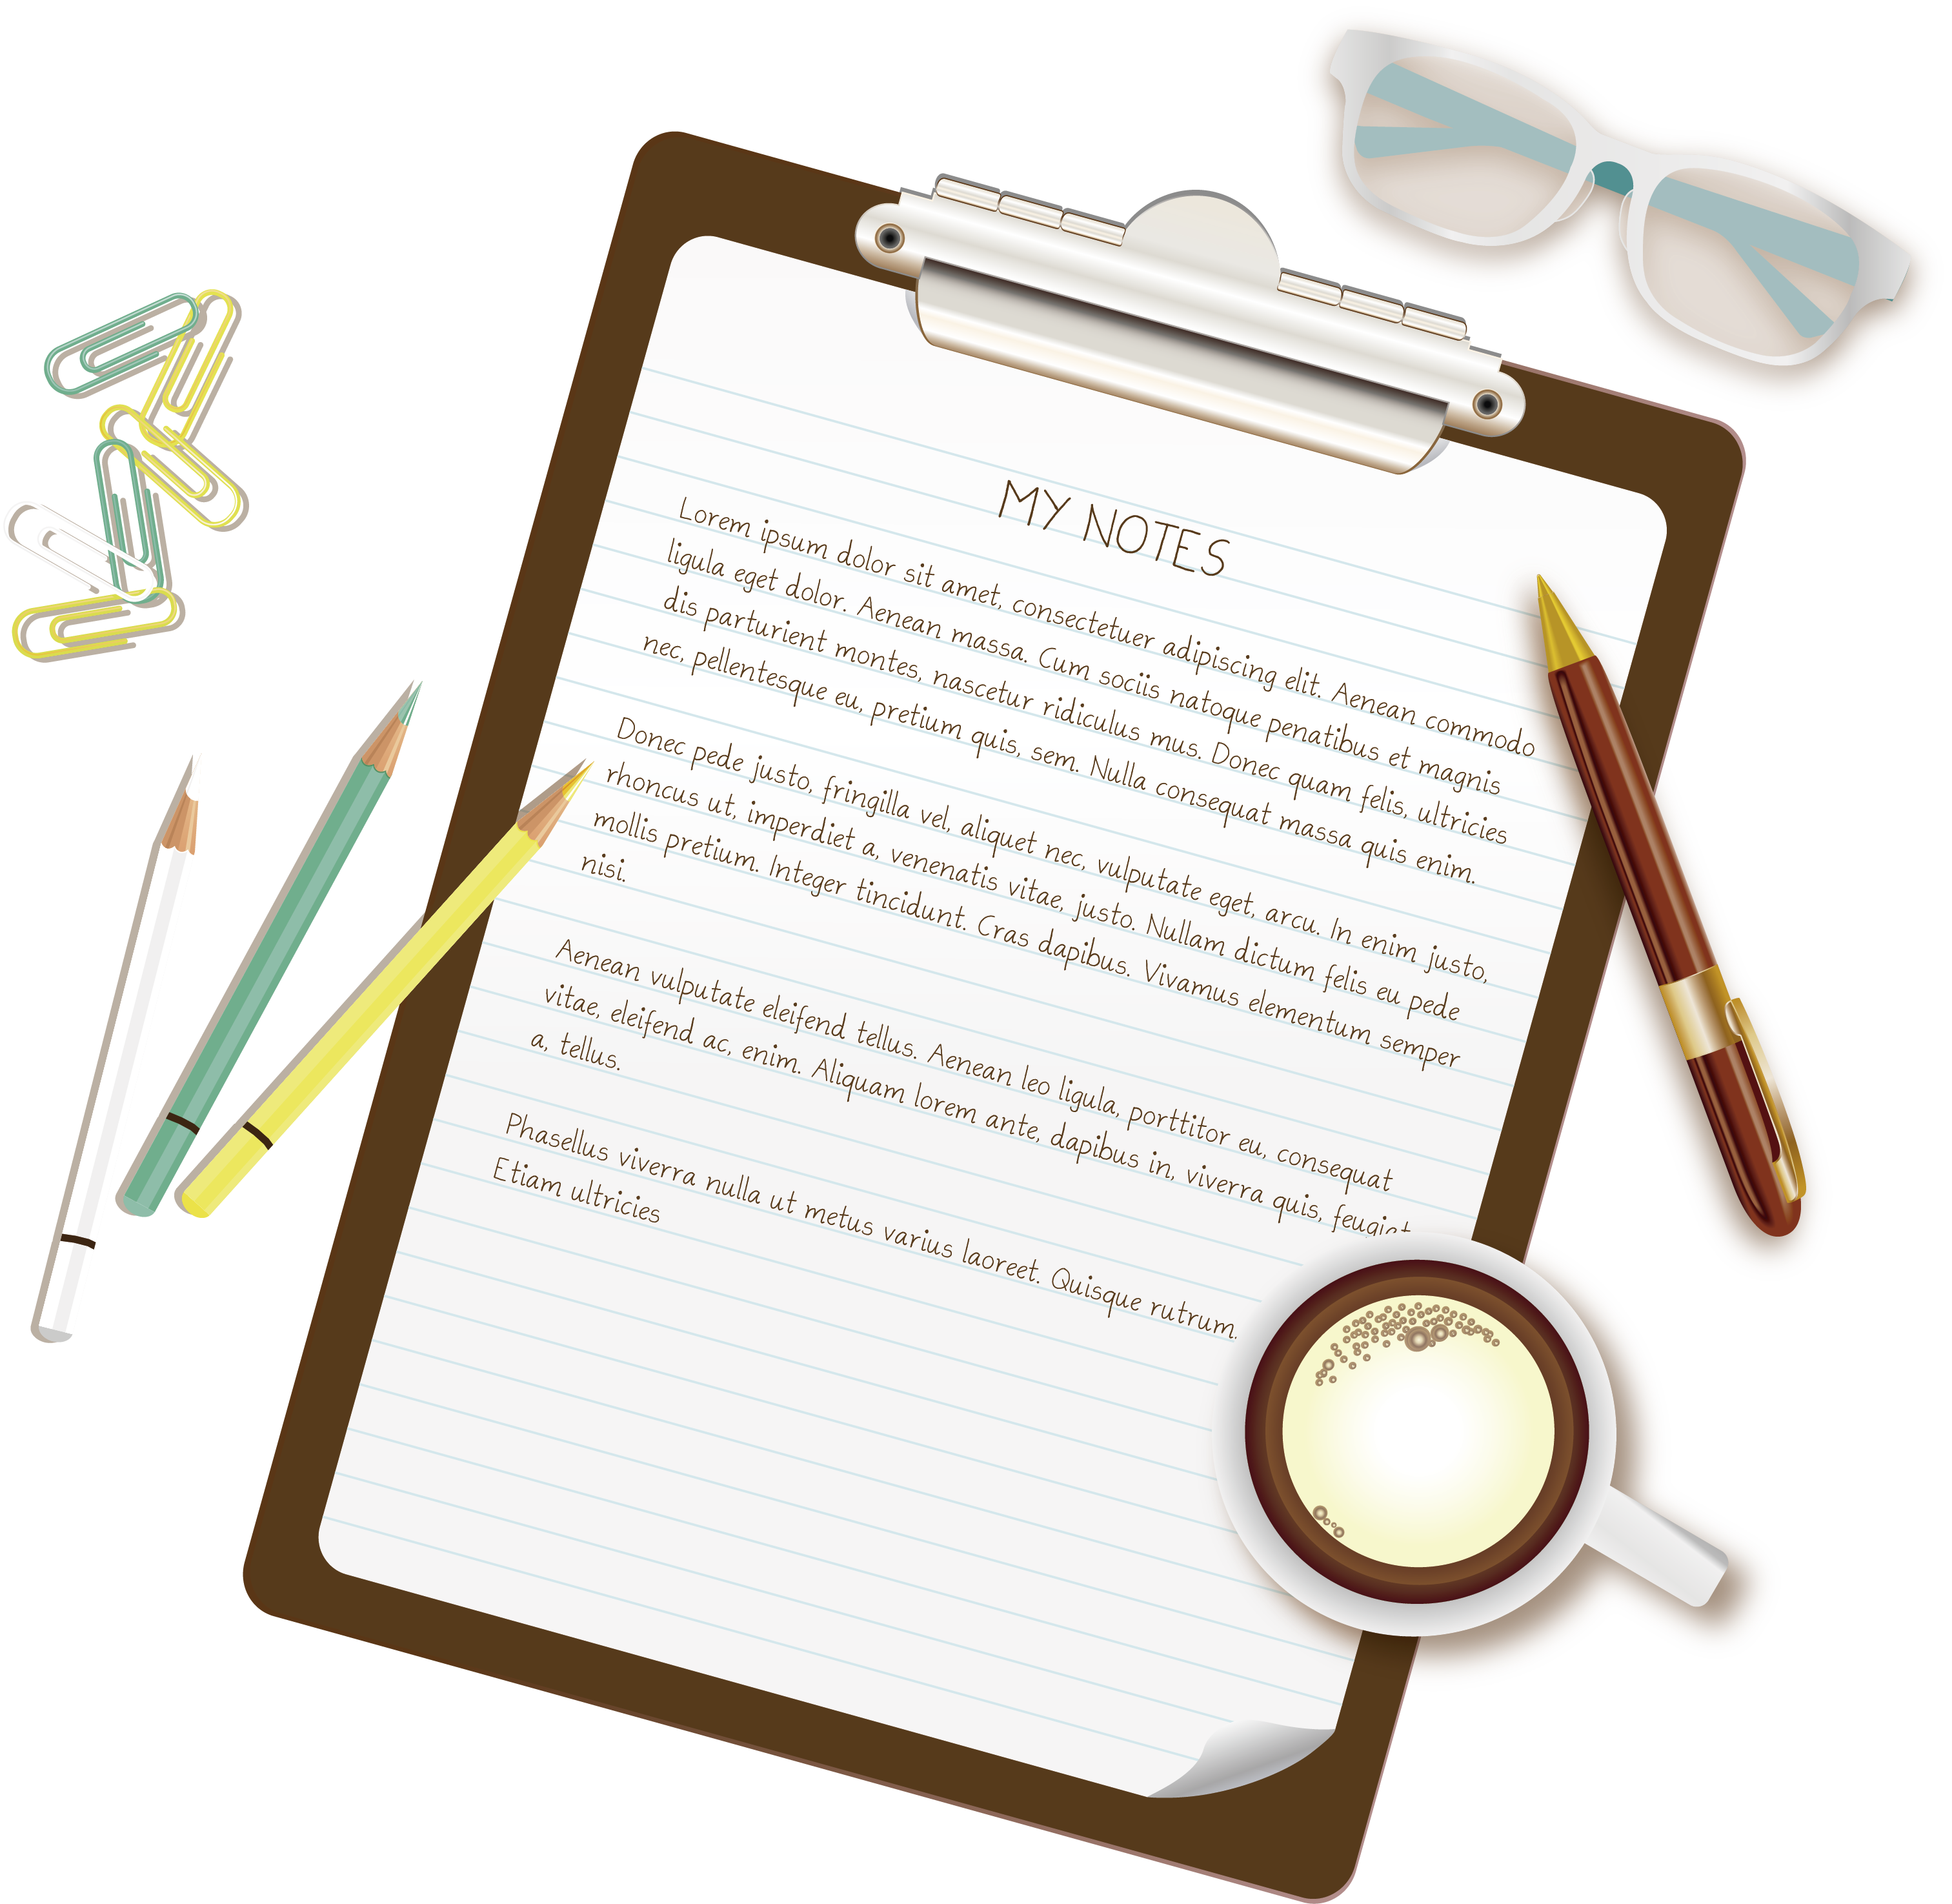 MY NOTES
Lorem ipsum dolor sit amet, consectetuer adipiscing elit. Aenean commodo
ligula eget dolor. Aenean massa. Cum sociis natoque penatibus et magnis
dis parturient montes, nascetur ridiculus mus. Donec quam felis, ultricies
nec, pellentesque eu, pretium quis, sem. Nulla consequat massa quis enim.
Donec pede justo, fringilla vel, aliquet nec, vulputate eget, arcu. In enim justo,
rhoncus ut, imperdiet a, venenatis vitae, justo. Nullam dictum felis eu pede
mollis pretium. Integer tincidunt. Cras dapibus. Vivamus elementum semper
nisi.
Aenean vulputate eleifend tellus. Aenean leo ligula, porttitor eu, consequat
vitae, eleifend ac, enim. Aliquam lorem ante, dapibus in, viverra quis, feugiat
a, tellus.
Phasellus viverra nulla ut metus varius laoreet. Quisque rutrum.
Etiam ultricies